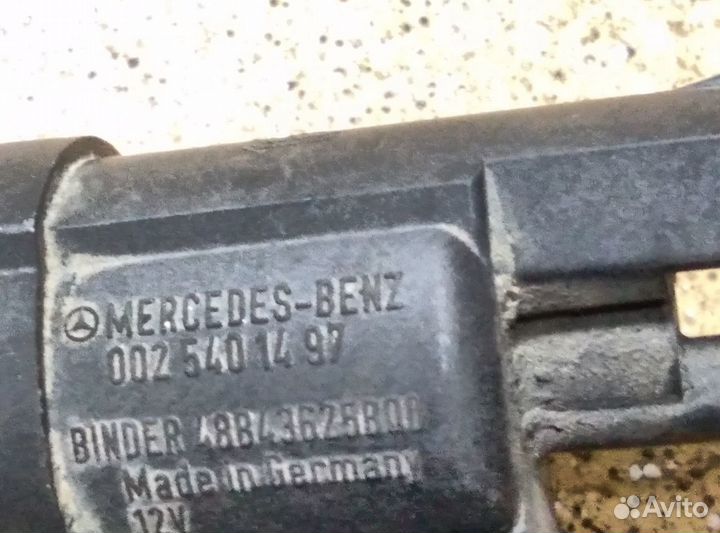 MERCEDES-BENZ
002 540 14 97
BINDER
Made in Germany
12V
Avito